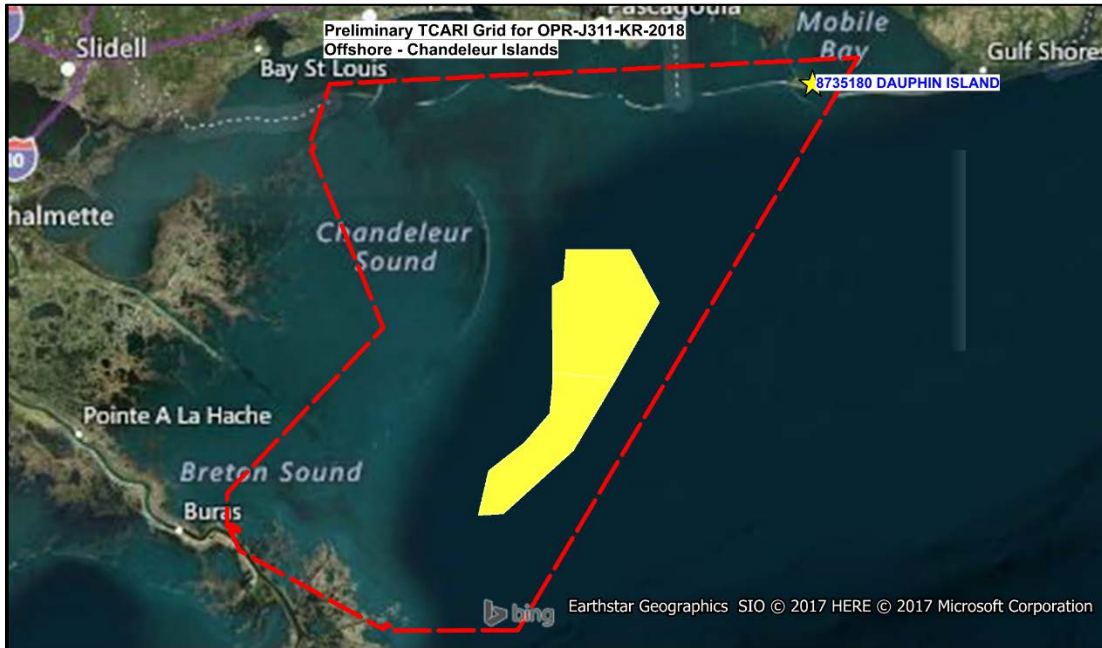 Preliminary TCARI Grid for OPR-J311-KR-2018
Offshore - Chandeleur Islands
Pascagoula
Mobile
Bay
Slidell
Bay St Louis
Gulf Shores
8735180 DAUPHIN ISLAND
halmette
Chandeleur
Sound
Pointe A La Hache
Breton Sound
Buras
bing
Earthstar Geographics SIO © 2017 HERE © 2017 Microsoft Corporation